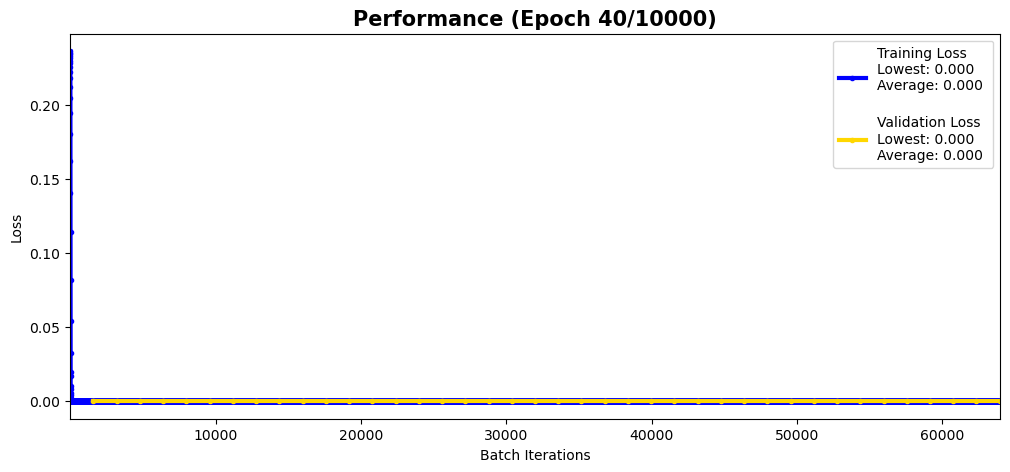 Performance (Epoch 40/10000)
Training Loss
Lowest: 0.000
Average: 0.000
Validation Loss
Lowest: 0.000
Average: 0.000
Loss
0.20
0.15
0.10
0.05
0.00
10000
20000
30000
40000
50000
60000
Batch Iterations